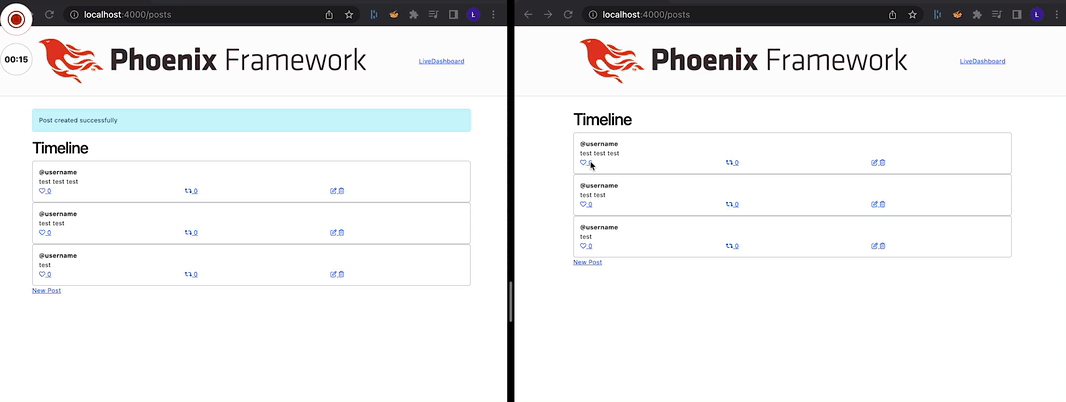 localhost:4000/posts
L
00:15
Phoenix Framework
LiveDashboard
Post created successfully
Timeline
@username
test test test
0 0
@username
test test
0 0
@username
test
0 0
New Post
localhost:4000/posts
L
Phoenix Framework
LiveDashboard
Timeline
@username
test test test
0 0
@username
test test
0 0
@username
test
0 0
New Post